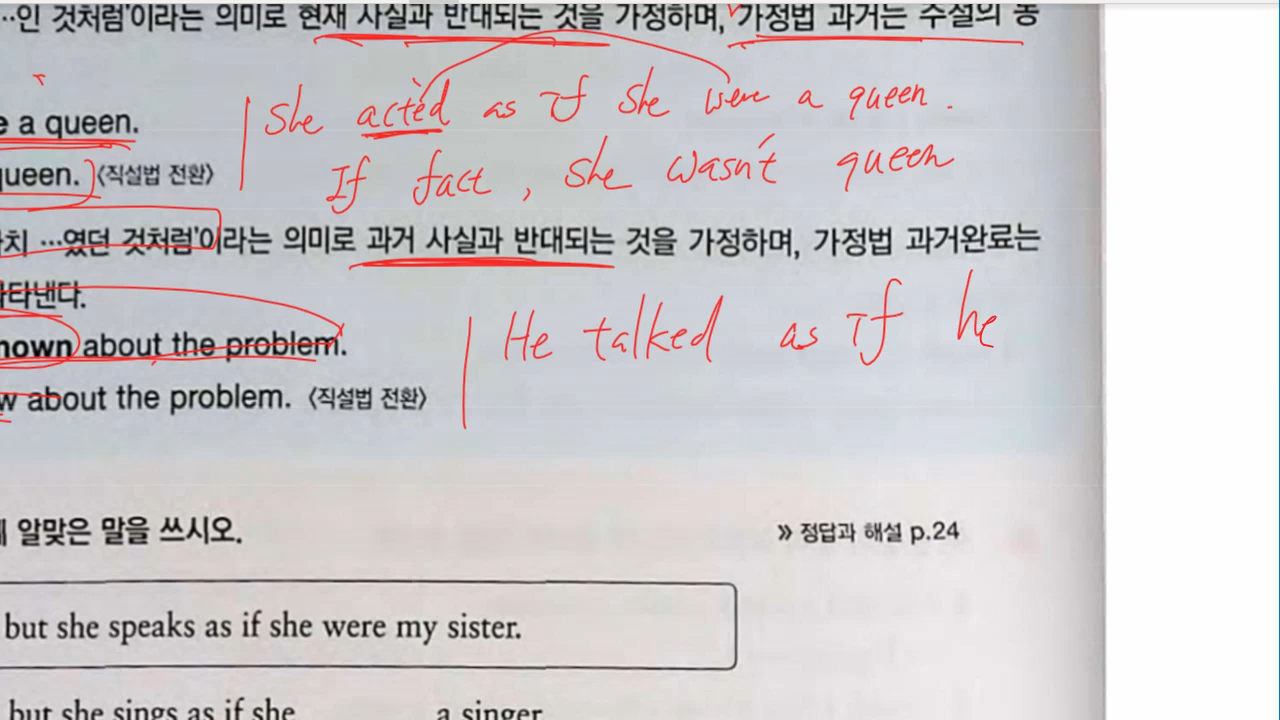 …인 것처럼'이라는 의미로 현재 사실과 반대되는 것을 가정하며, 가정법 과거는 주절의 동
She acted as if she were a queen.
e a queen.
If fact, she wasn't queen
queen. 〈직설법 전환〉
치 …였던 것처럼'이라는 의미로 과거 사실과 반대되는 것을 가정하며, 가정법 과거완료는
타낸다.
He talked as if he
nown about the problem.
w about the problem. 〈직설법 전환〉
알맞은 말을 쓰시오.
» 정답과 해설 p.24
but she speaks as if she were my sister.
but she sings as if she a singer